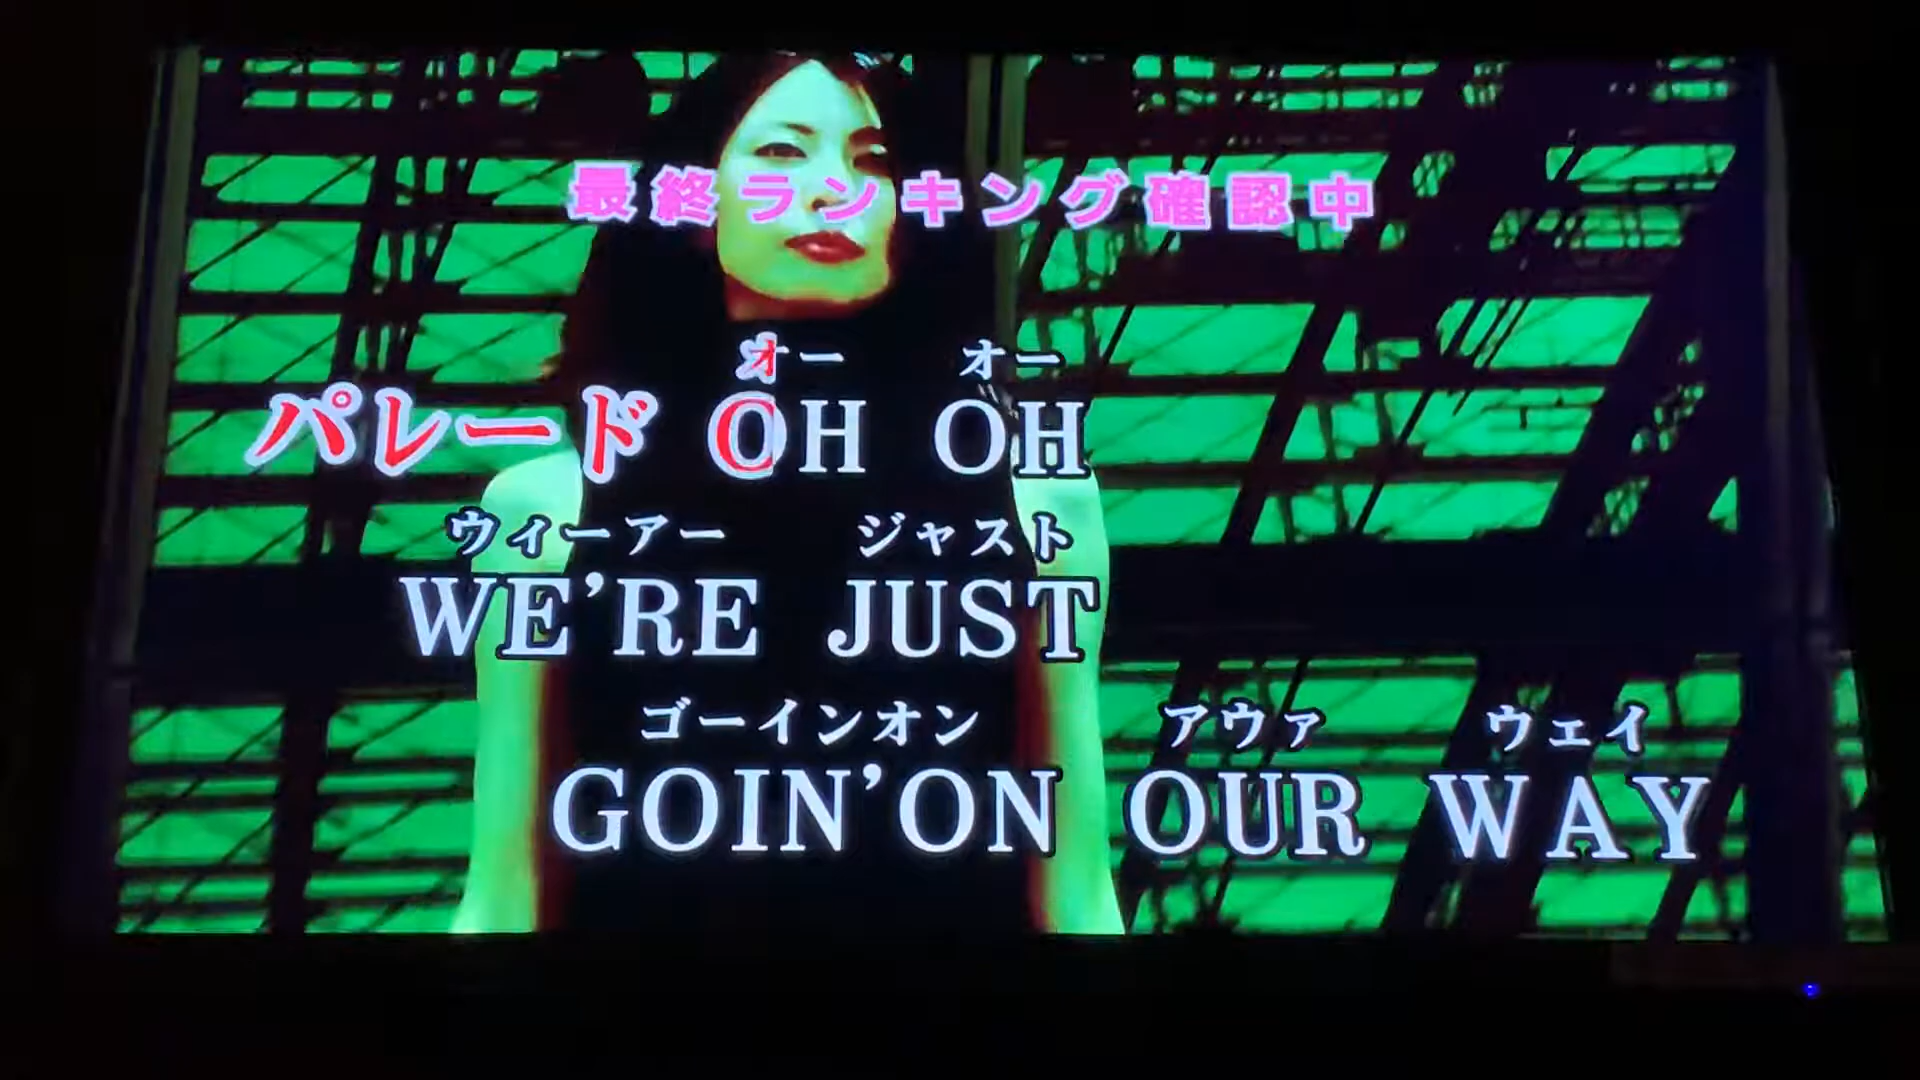 最終ランキング確認中
オー オー
パレード OH OH
ウィーアー ジャスト
WE'RE JUST
ゴーインオン アウァ ウェイ
GOIN'ON OUR WAY